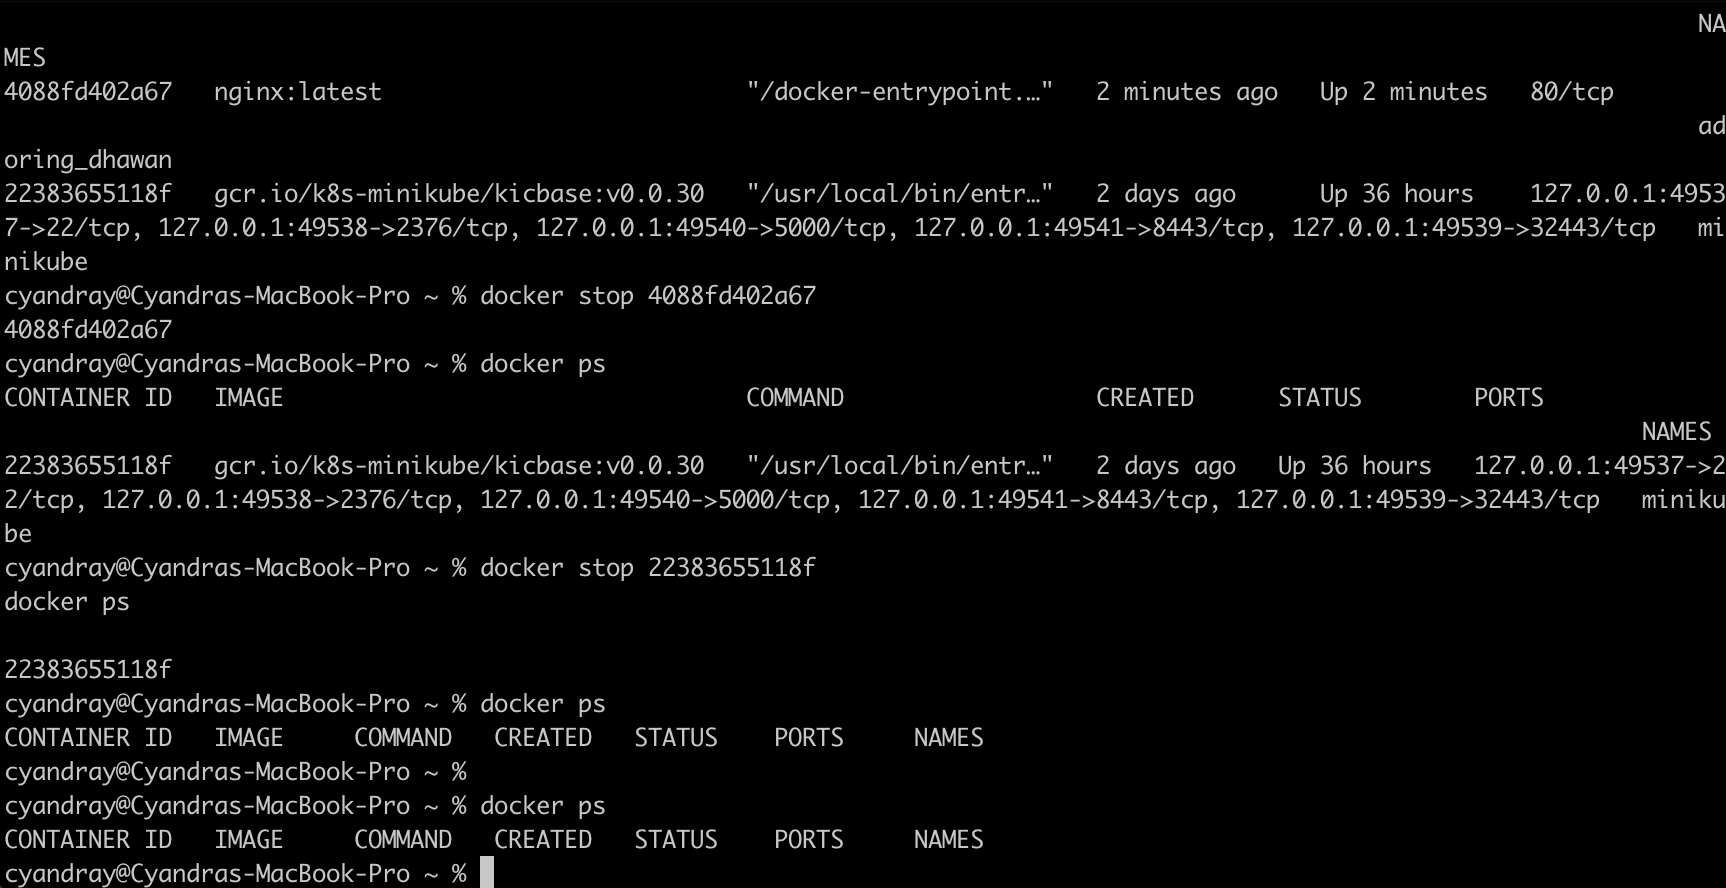 NA
MES
4088fd402a67   nginx:latest                          "/docker-entrypoint.…"   2 minutes ago   Up 2 minutes   80/tcp
ad
oring_dhawan
22383655118f   gcr.io/k8s-minikube/kicbase:v0.0.30   "/usr/local/bin/entr…"   2 days ago      Up 36 hours    127.0.0.1:4953
7->22/tcp, 127.0.0.1:49538->2376/tcp, 127.0.0.1:49540->5000/tcp, 127.0.0.1:49541->8443/tcp, 127.0.0.1:49539->32443/tcp   mi
nikube
cyandray@Cyandras-MacBook-Pro ~ % docker stop 4088fd402a67
4088fd402a67
cyandray@Cyandras-MacBook-Pro ~ % docker ps
CONTAINER ID   IMAGE                                 COMMAND                  CREATED      STATUS        PORTS
NAMES
22383655118f   gcr.io/k8s-minikube/kicbase:v0.0.30   "/usr/local/bin/entr…"   2 days ago   Up 36 hours   127.0.0.1:49537->2
2/tcp, 127.0.0.1:49538->2376/tcp, 127.0.0.1:49540->5000/tcp, 127.0.0.1:49541->8443/tcp, 127.0.0.1:49539->32443/tcp   miniku
be
cyandray@Cyandras-MacBook-Pro ~ % docker stop 22383655118f
docker ps
22383655118f
cyandray@Cyandras-MacBook-Pro ~ % docker ps
CONTAINER ID   IMAGE     COMMAND   CREATED   STATUS    PORTS     NAMES
cyandray@Cyandras-MacBook-Pro ~ %
cyandray@Cyandras-MacBook-Pro ~ % docker ps
CONTAINER ID   IMAGE     COMMAND   CREATED   STATUS    PORTS     NAMES
cyandray@Cyandras-MacBook-Pro ~ %